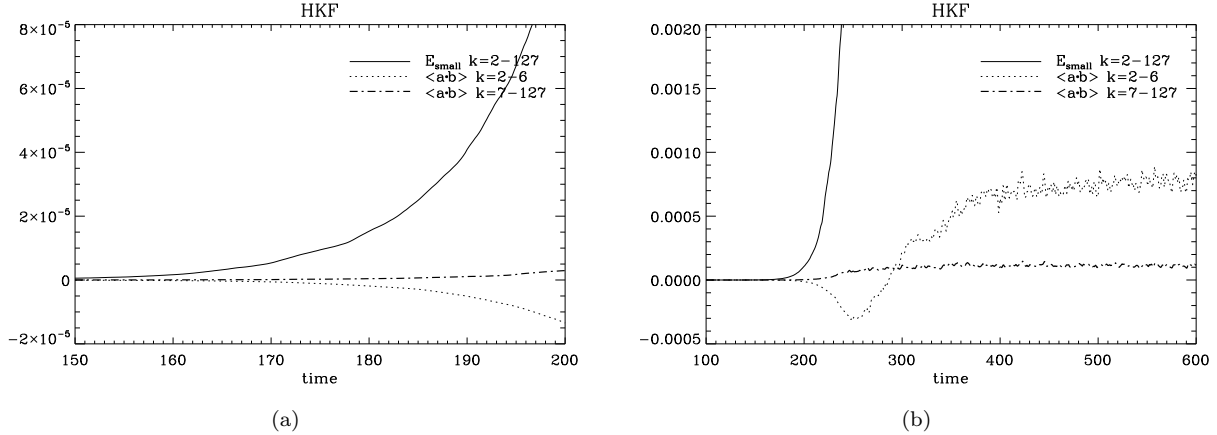 HKF
8×10⁻⁵
6×10⁻⁵
4×10⁻⁵
2×10⁻⁵
0
−2×10⁻⁵
E_small k=2−127
<a•b> k=2−6
<a•b> k=7−127
150 160 170 180 190 200
time
(a)
HKF
0.0020
0.0015
0.0010
0.0005
0.0000
−0.0005
E_small k=2−127
<a•b> k=2−6
<a•b> k=7−127
100 200 300 400 500 600
time
(b)